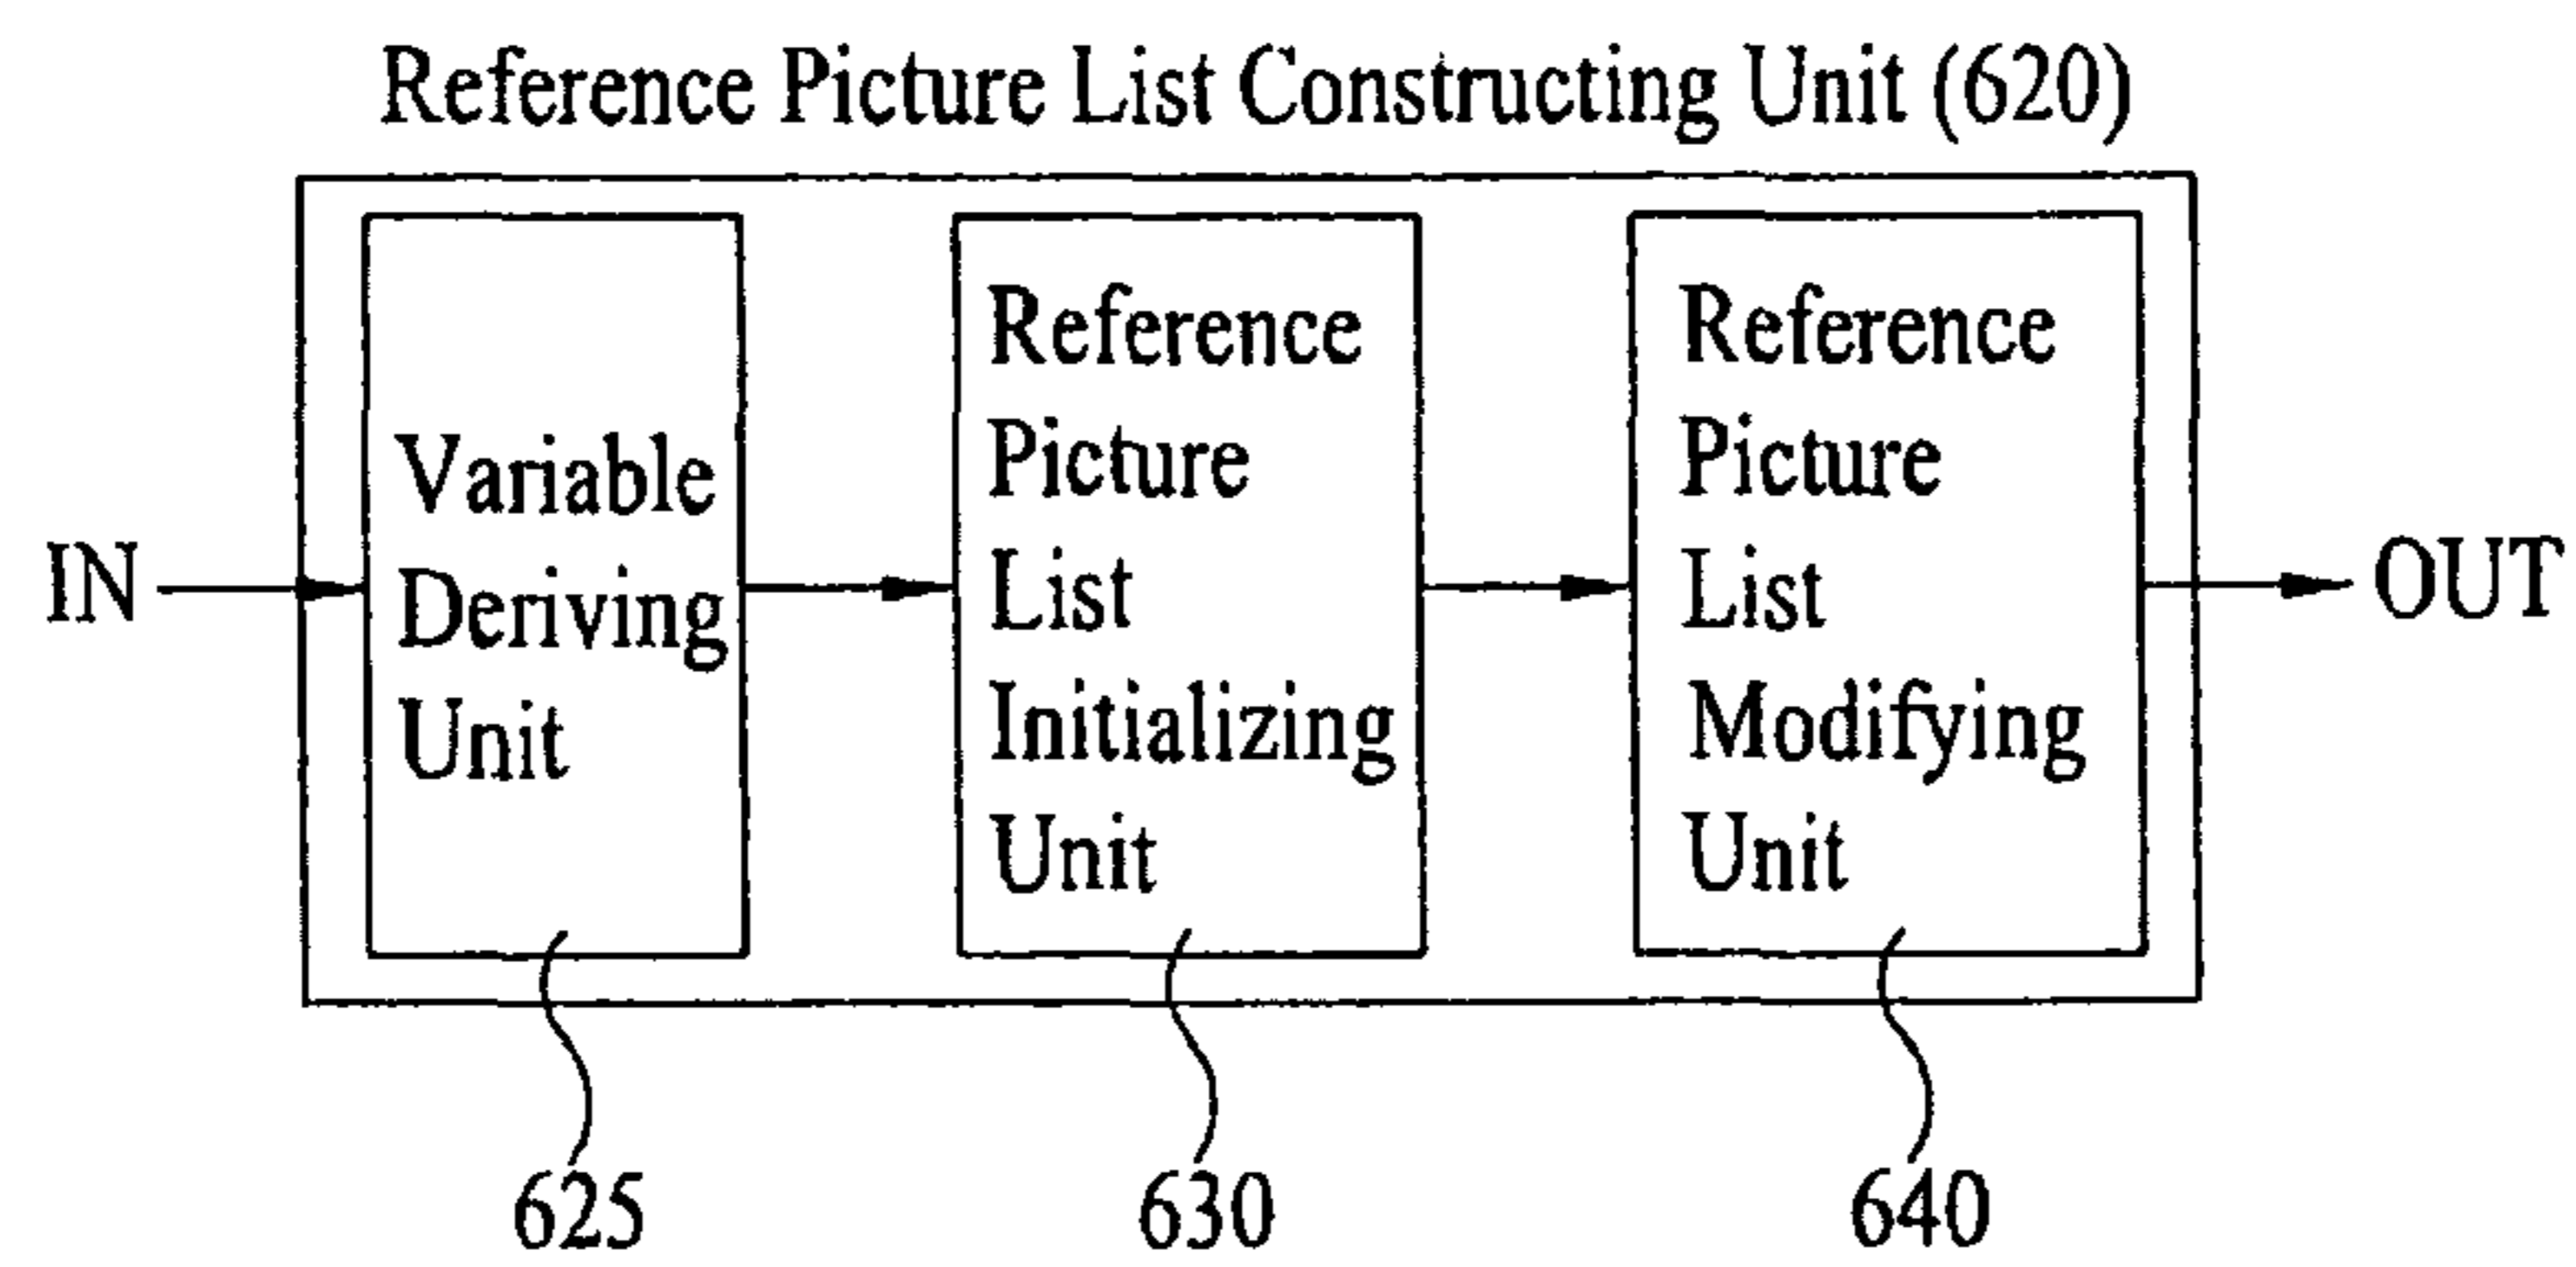 Reference Picture List Constructing Unit (620)
IN
Variable
Deriving
Unit
Reference
Picture
List
Initializing
Unit
Reference
Picture
List
Modifying
Unit
OUT
625
630
640